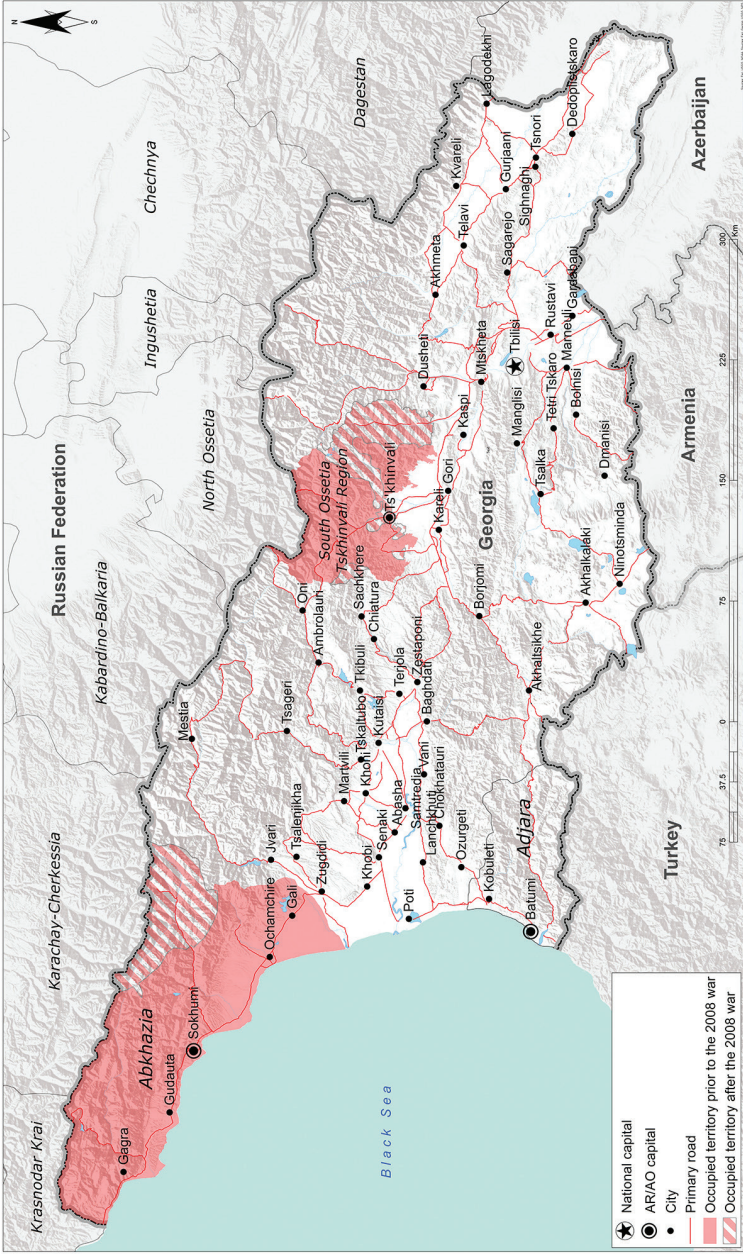 N
S
Krasnodar Krai
Karachay-Cherkessia
Kabardino-Balkaria
Russian Federation
North Ossetia
Ingushetia
Chechnya
Dagestan
Gagra
Gudauta
Abkhazia
Sokhumi
Ochamchire
Gali
Jvari
Tsalenjikha
Zugdidi
Mestia
Tsageri
Oni
Ambrolauri
Martvili
Khobi
Senaki
Khoni
Tskaltubo
Tkibuli
Kutaisi
Abasha
Samtredia
Sachkhere
Chiatura
Terjola
Zestaponi
Baghdati
Vani
Poti
Lanchkhuti
Chokhatauri
Ozurgeti
Kobuleti
Batumi
Adjara
South Ossetia
Tskhinvali Region
Ts'khinvali
Kareli
Gori
Kaspi
Dusheti
Mtskheta
Akhmeta
Telavi
Kvareli
Lagodekhi
Gurjaani
Sighnaghi
Tsnori
Dedoplistskaro
Sagarejo
Georgia
Borjomi
Akhaltsikhe
Akhalkalaki
Ninotsminda
Manglisi
Tbilisi
Tsalka
Tetri Tskaro
Rustavi
Marneuli
Gardabani
Bolnisi
Dmanisi
Black Sea
Turkey
Armenia
Azerbaijan
National capital
AR/AO capital
City
Primary road
Occupied territory prior to the 2008 war
Occupied territory after the 2008 war
75 37.5 0 75 150 225 300
Km